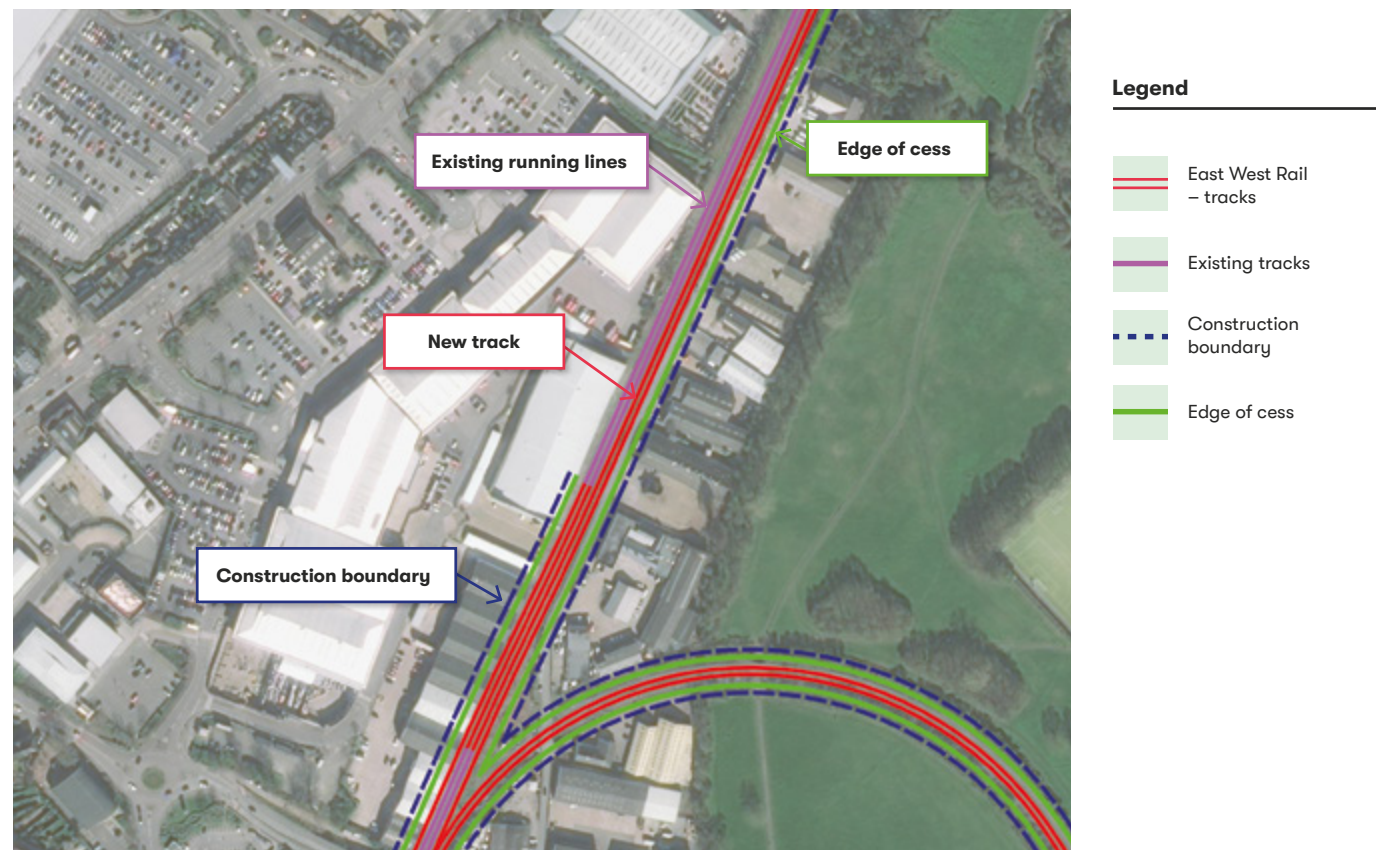 Existing running lines
Edge of cess
New track
Construction boundary
Legend
East West Rail
– tracks
Existing tracks
Construction
boundary
Edge of cess